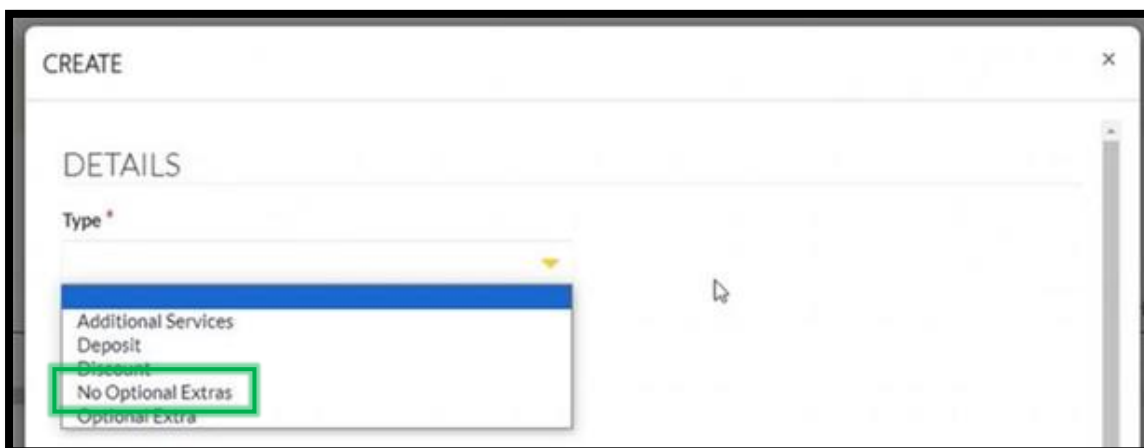 CREATE ×
DETAILS
Type *
Additional Services
Deposit
Discount
No Optional Extras
Optional Extra